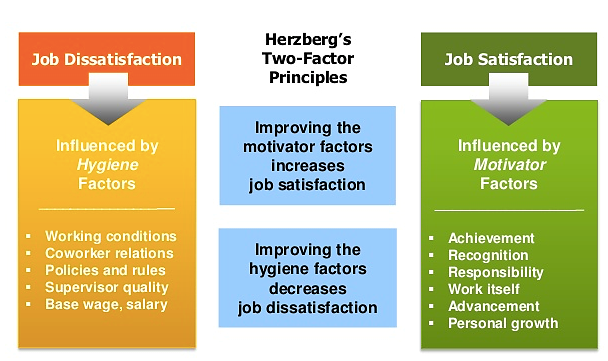 Job Dissatisfaction
Influenced by
Hygiene
Factors
▪ Working conditions
▪ Coworker relations
▪ Policies and rules
▪ Supervisor quality
▪ Base wage, salary
Herzberg's
Two-Factor
Principles
Improving the
motivator factors
increases
job satisfaction
Improving the
hygiene factors
decreases
job dissatisfaction
Job Satisfaction
Influenced by
Motivator
Factors
▪ Achievement
▪ Recognition
▪ Responsibility
▪ Work itself
▪ Advancement
▪ Personal growth